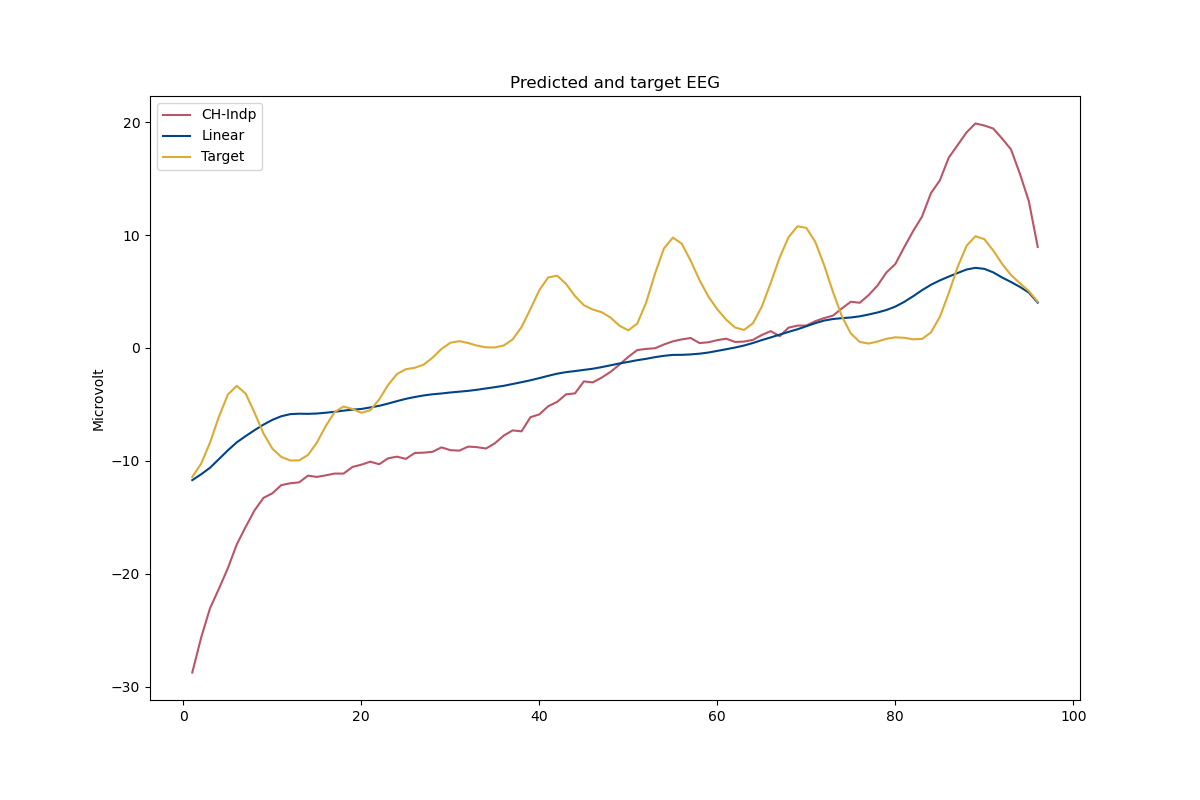 Predicted and target EEG
CH-Indp
Linear
Target
20
10
0
−10
−20
−30
Microvolt
0 20 40 60 80 100